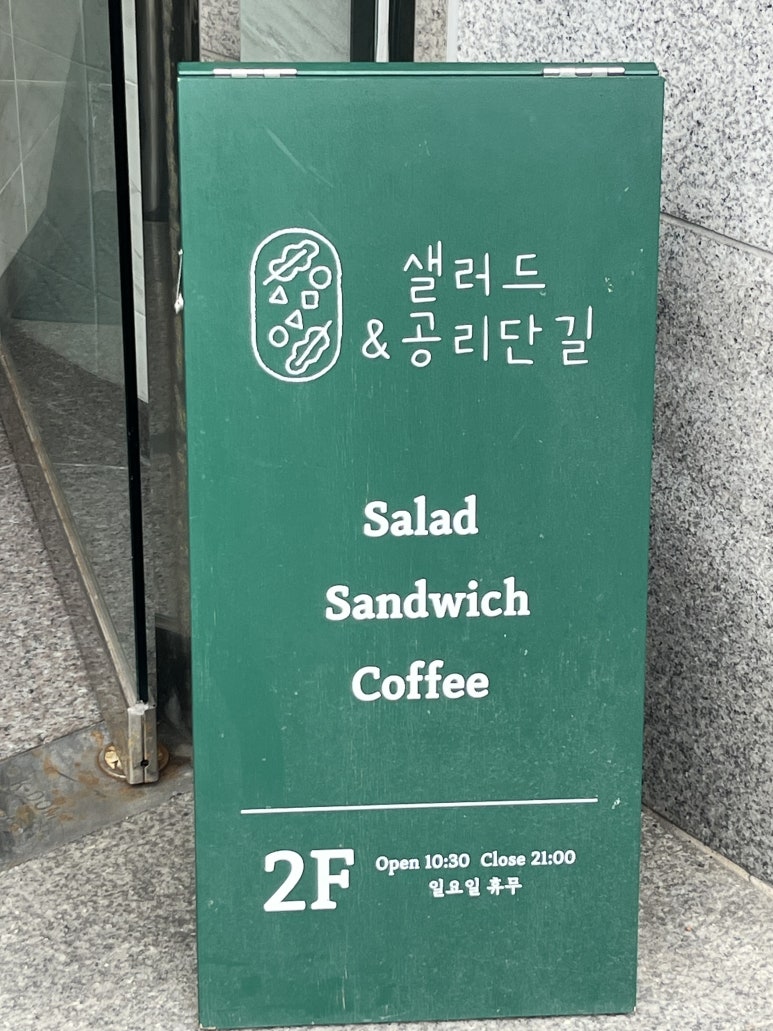 샐러드
&공리단길
Salad
Sandwich
Coffee
2F
Open 10:30 Close 21:00
일요일 휴무